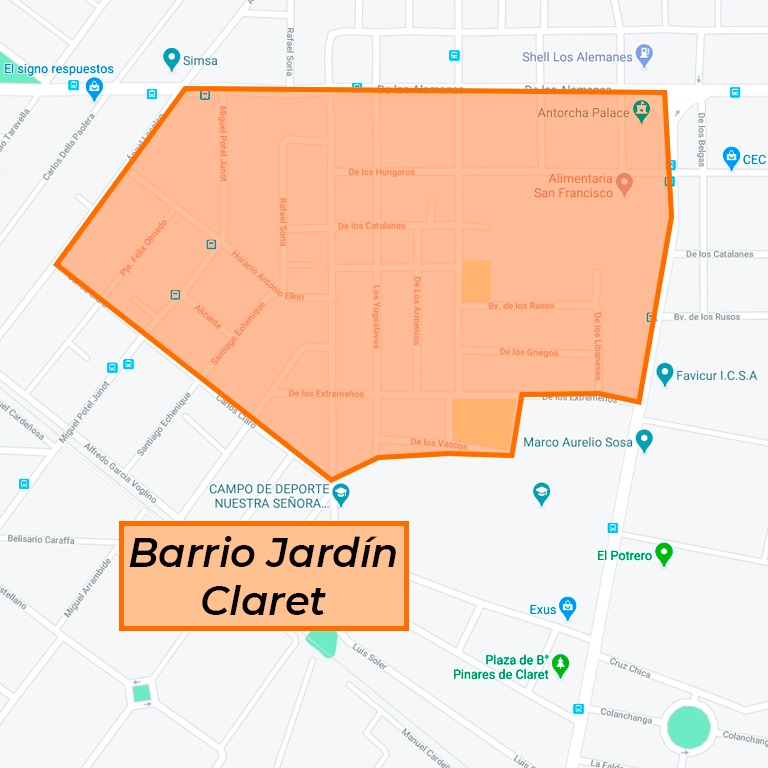 Rafael Soria
Simsa
Shell Los Alemanes
El signo respuestos
De los Alemanes
De los Alemanes
Antorcha Palace
Miguel Potel Junot
Carlos Della Paolera
De los Belgas
CEC
De los Hungaros
Alimentaria
San Francisco
Rafael Soria
De los Catalanes
Pje. Félix Olmedo
De los Catalanes
Horacio Antonio Elkin
Los Yugoslavos
De Los Armenios
Alicante
Santiago Echenique
Bv. de los Rusos
De los Libaneses
Bv. de los Rusos
De los Griegos
Favicur I.C.S.A
De los Extremeños
De los Extremeños
Miguel Potel Junot
Santiago Echenique
Carlos Claro
De los Vascos
Marco Aurelio Sosa
Alfredo Garcia Voglino
CAMPO DE DEPORTE
NUESTRA SEÑORA...
Barrio Jardín
Claret
Belisario Caraffa
Miguel Arrambide
El Potrero
Exus
Luis Soler
Plaza de B°
Pinares de Claret
Cruz Chica
Colanchanga
Colanchanga